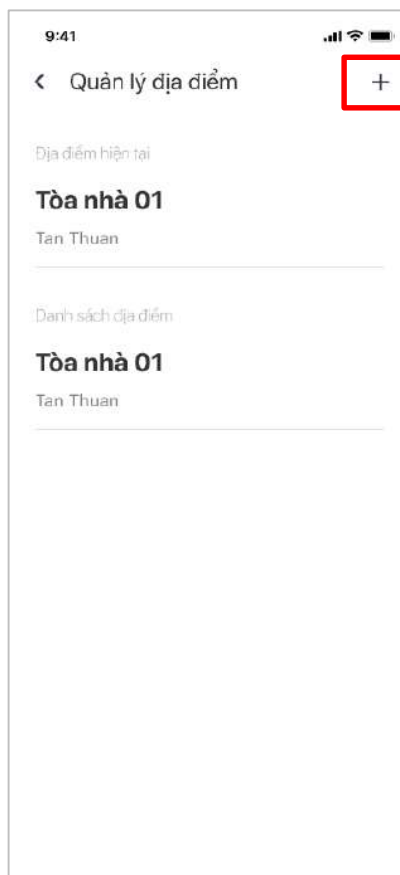 9:41
Quản lý địa điểm
Địa điểm hiện tại
Tòa nhà 01
Tan Thuan
Danh sách địa điểm
Tòa nhà 01
Tan Thuan